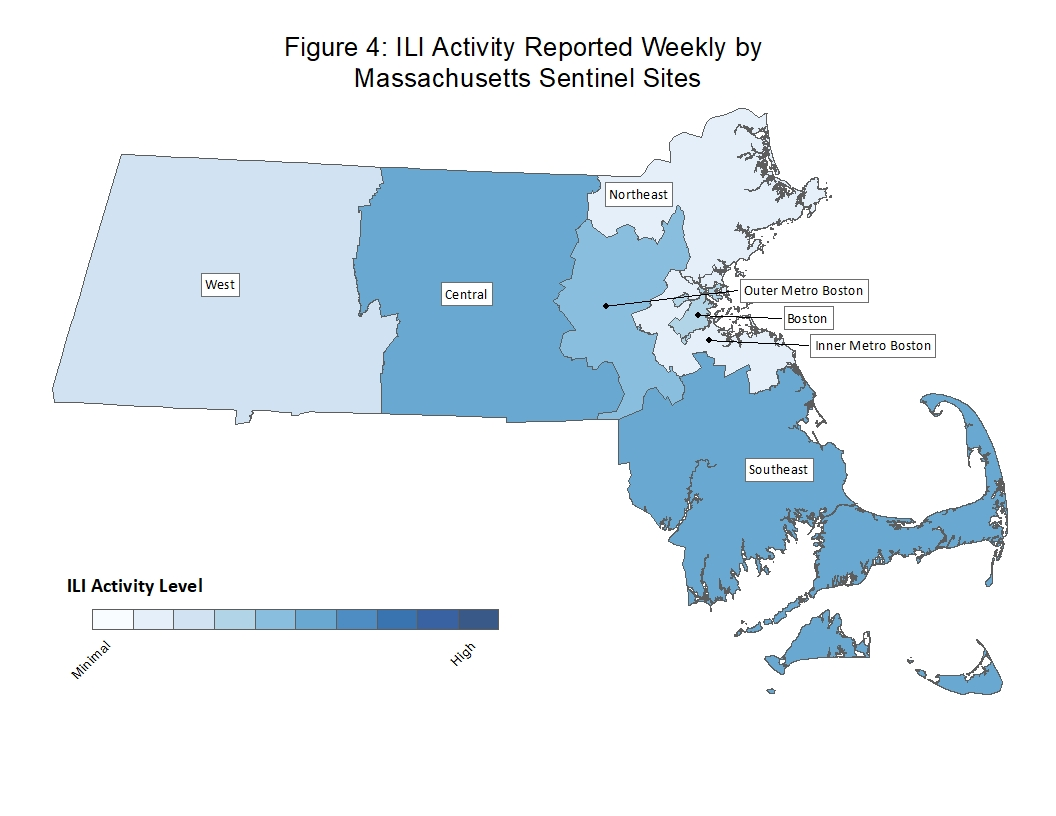 Figure 4: ILI Activity Reported Weekly by
Massachusetts Sentinel Sites
Northeast
West
Central
Outer Metro Boston
Boston
Inner Metro Boston
Southeast
ILI Activity Level
Minimal
High